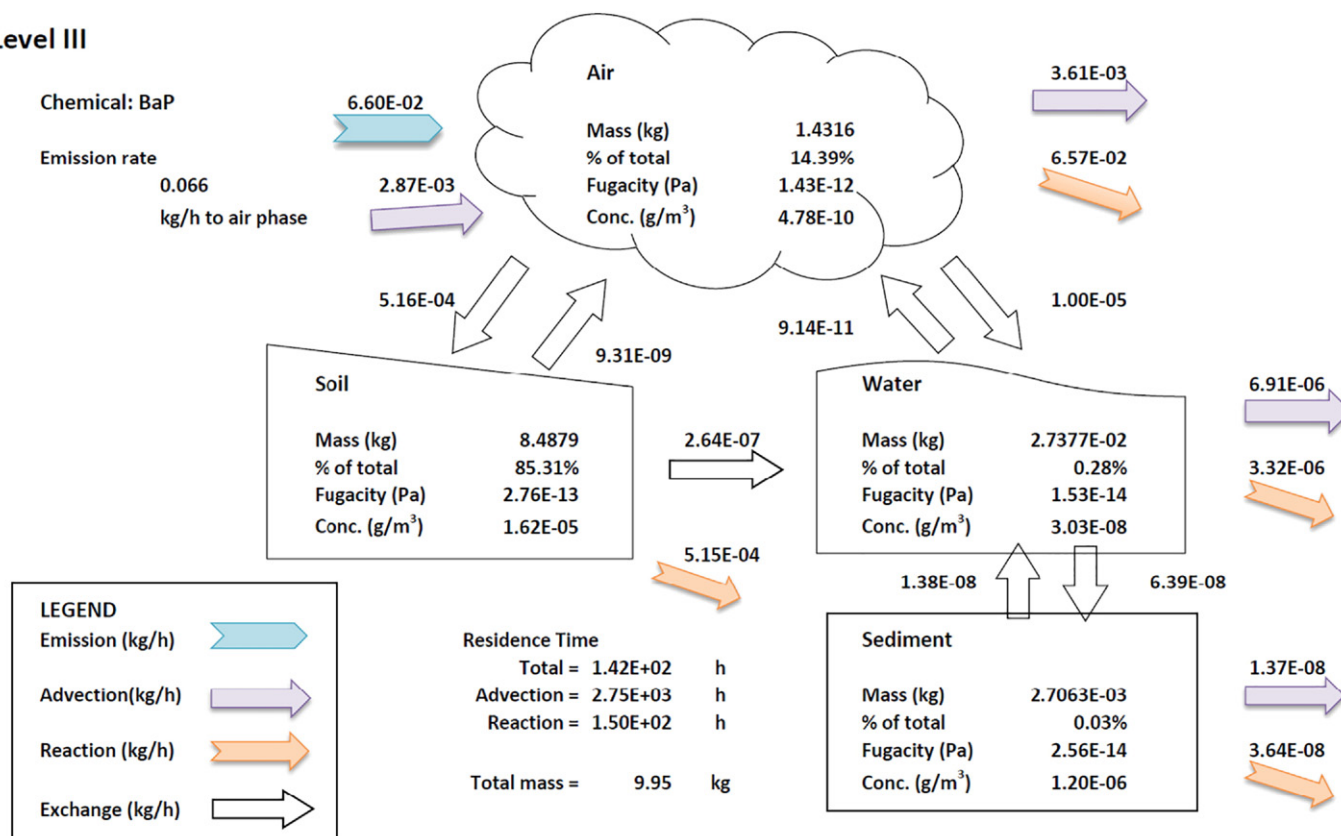 Level III
Chemical: BaP
Emission rate
0.066
kg/h to air phase
6.60E-02
2.87E-03
Air
Mass (kg) 1.4316
% of total 14.39%
Fugacity (Pa) 1.43E-12
Conc. (g/m³) 4.78E-10
3.61E-03
6.57E-02
5.16E-04
9.31E-09
9.14E-11
1.00E-05
Soil
Mass (kg) 8.4879
% of total 85.31%
Fugacity (Pa) 2.76E-13
Conc. (g/m³) 1.62E-05
2.64E-07
5.15E-04
Water
Mass (kg) 2.7377E-02
% of total 0.28%
Fugacity (Pa) 1.53E-14
Conc. (g/m³) 3.03E-08
6.91E-06
3.32E-06
1.38E-08
6.39E-08
LEGEND
Emission (kg/h)
Advection(kg/h)
Reaction (kg/h)
Exchange (kg/h)
Residence Time
Total = 1.42E+02 h
Advection = 2.75E+03 h
Reaction = 1.50E+02 h
Total mass = 9.95 kg
Sediment
Mass (kg) 2.7063E-03
% of total 0.03%
Fugacity (Pa) 2.56E-14
Conc. (g/m³) 1.20E-06
1.37E-08
3.64E-08